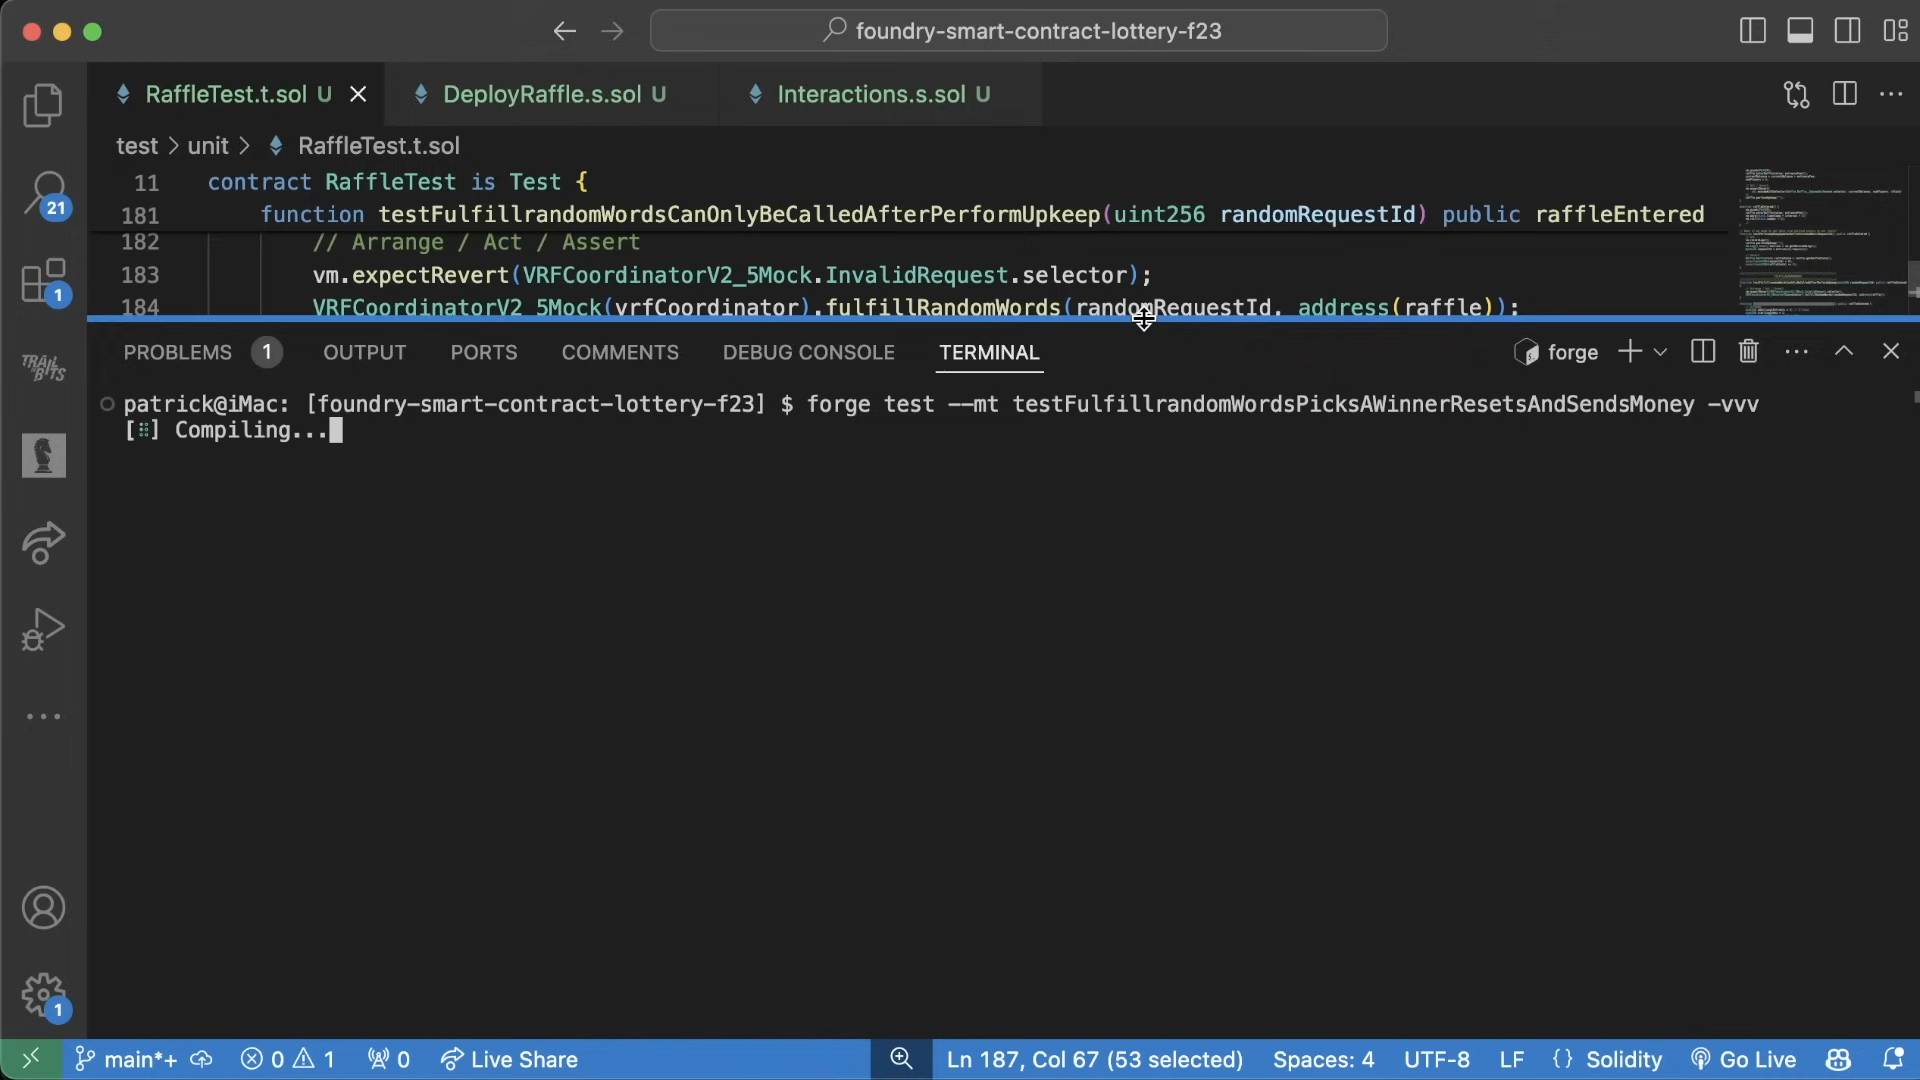 foundry-smart-contract-lottery-f23
RaffleTest.t.sol U
DeployRaffle.s.sol U
Interactions.s.sol U
test > unit > RaffleTest.t.sol
11 contract RaffleTest is Test {
181 function testFulfillrandomWordsCanOnlyBeCalledAfterPerformUpkeep(uint256 randomRequestId) public raffleEntered
182 // Arrange / Act / Assert
183 vm.expectRevert(VRFCoordinatorV2_5Mock.InvalidRequest.selector);
184 VRFCoordinatorV2_5Mock(vrfCoordinator).fulfillRandomWords(randomRequestId, address(raffle));
PROBLEMS 1 OUTPUT PORTS COMMENTS DEBUG CONSOLE TERMINAL
forge
patrick@iMac: [foundry-smart-contract-lottery-f23] $ forge test --mt testFulfillrandomWordsPicksAWinnerResetsAndSendsMoney -vvv
[⠿] Compiling...
21
1
TRAIL OF BITS
1
main*+ 0 1 0 Live Share Ln 187, Col 67 (53 selected) Spaces: 4 UTF-8 LF {} Solidity Go Live